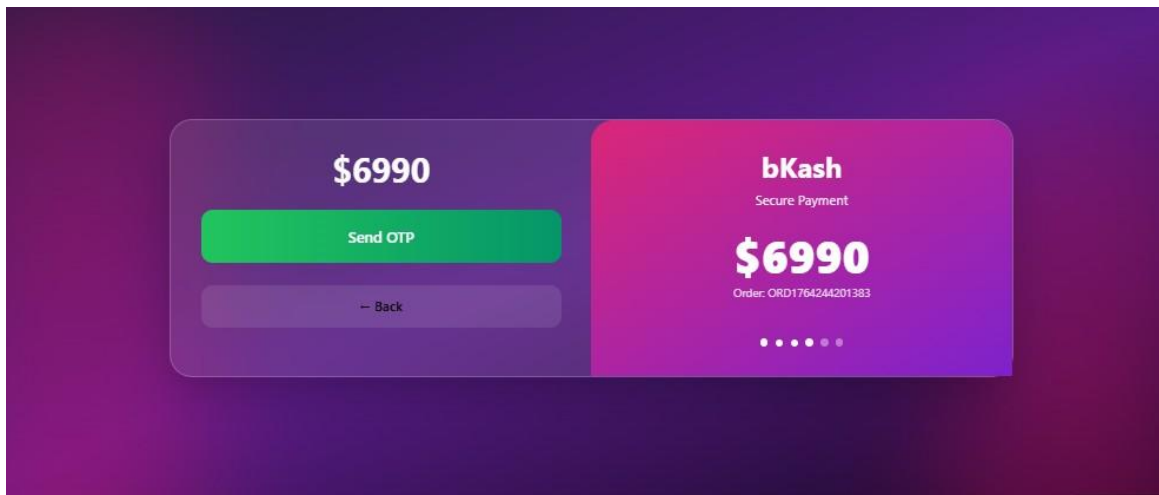 $6990
Send OTP
← Back
bKash
Secure Payment
$6990
Order: ORD1764244201383